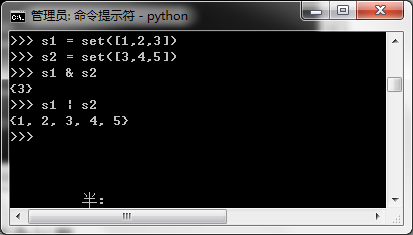 管理员: 命令提示符 - python
>>> s1 = set([1,2,3])
>>> s2 = set([3,4,5])
>>> s1 & s2
{3}
>>> s1 | s2
{1, 2, 3, 4, 5}
>>>
半: